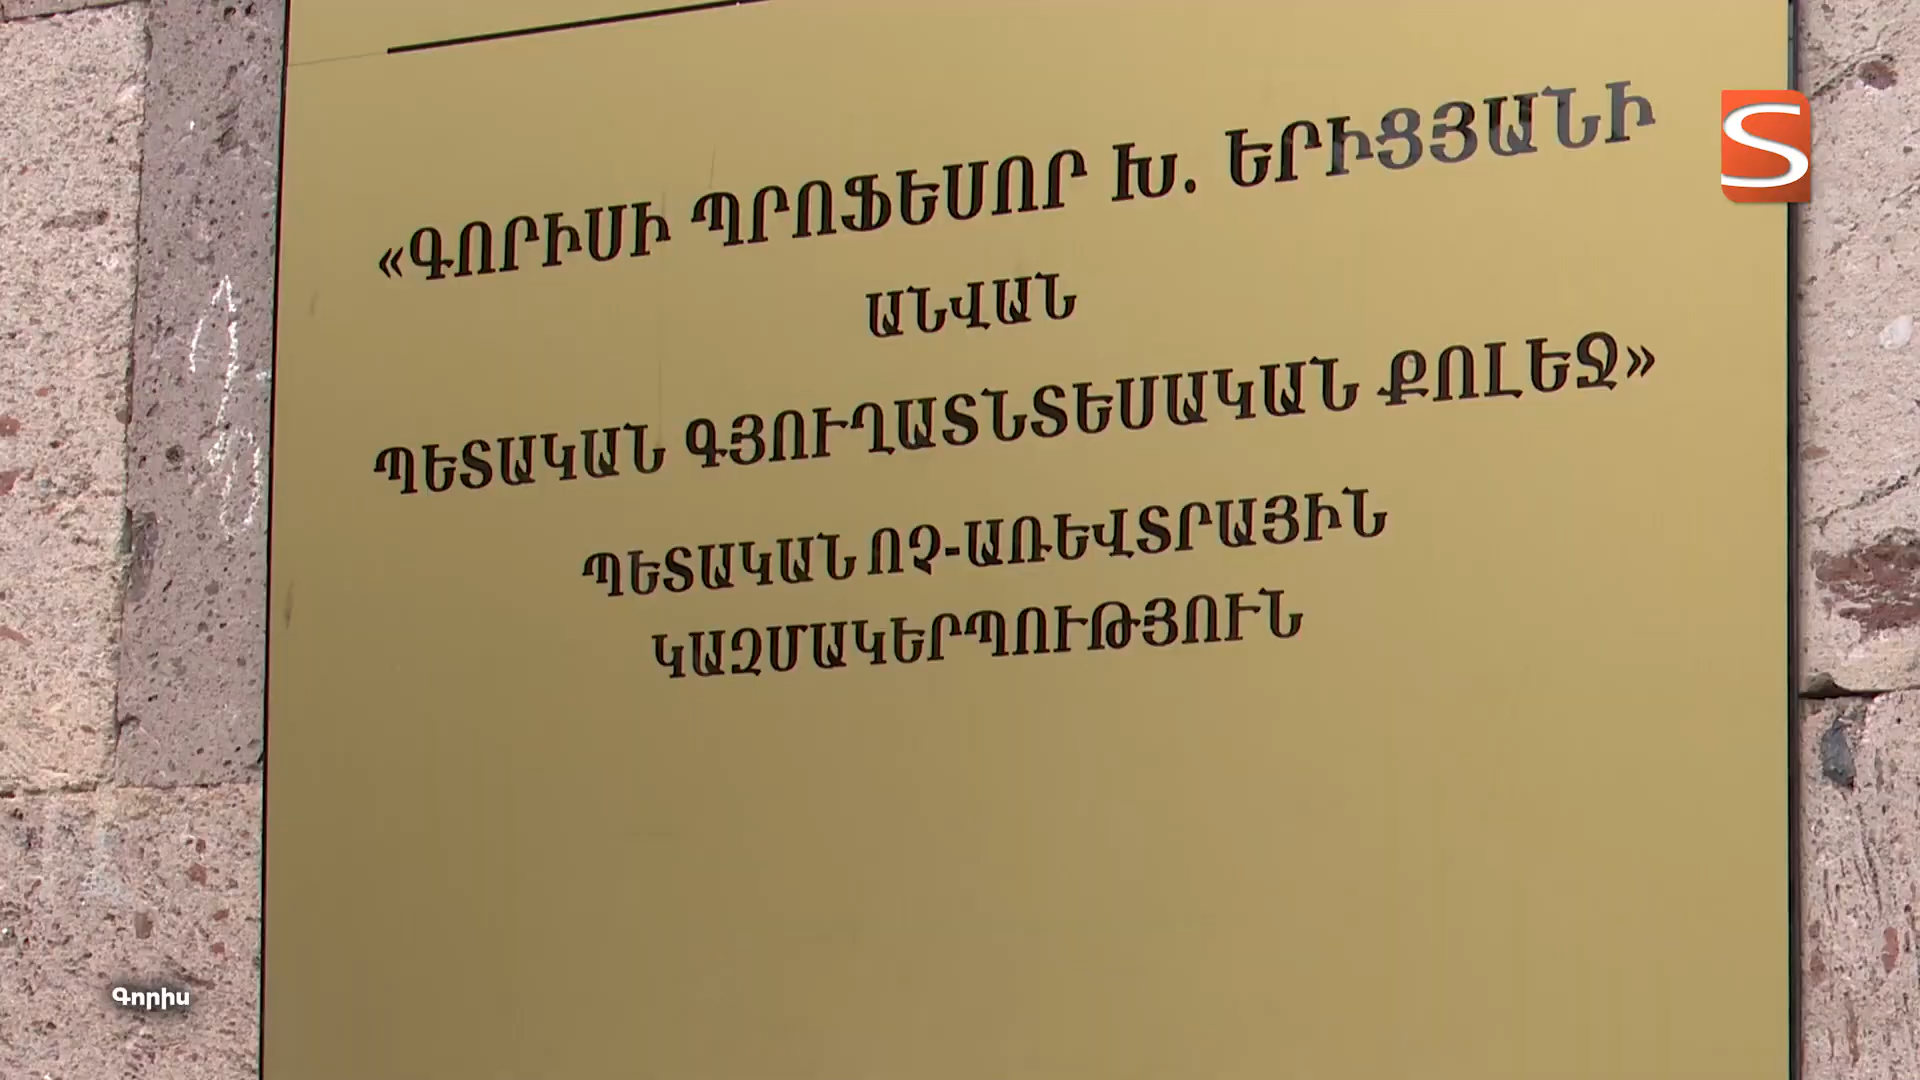 «ԳՈՐԻՍԻ ՊՐՈՖԵՍՈՐ Խ. ԵՐԻՑՅԱՆԻ
ԱՆՎԱՆ
ՊԵՏԱԿԱՆ ԳՅՈՒՂԱՏՆՏԵՍԱԿԱՆ ՔՈԼԵՋ»
ՊԵՏԱԿԱՆ ՈՉ-ԱՌԵՎՏՐԱՅԻՆ
ԿԱԶՄԱԿԵՐՊՈՒԹՅՈՒՆ
S
Գորիս